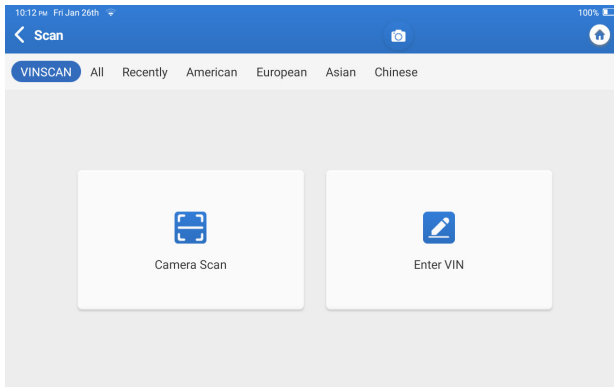 10:12 PM Fri Jan 26th 100%
Scan
VINSCAN All Recently American European Asian Chinese
Camera Scan Enter VIN